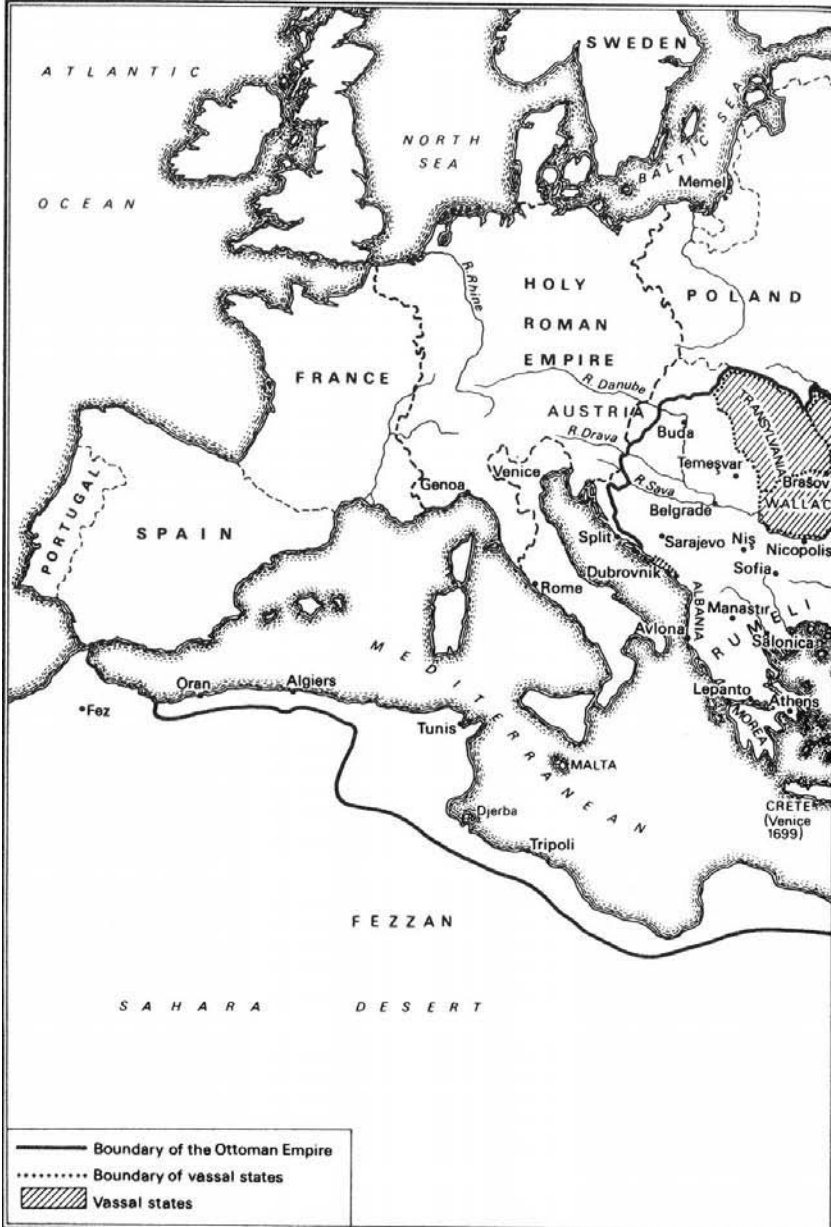 SWEDEN
ATLANTIC
NORTH
SEA
BALTIC SEA
Memel
OCEAN
R. Rhine
HOLY
ROMAN
EMPIRE
POLAND
FRANCE
R. Danube
AUSTRIA
Buda
TRANSYLVANIA
R. Drava
Temeşvar
Venice
Genoa
R. Sava
Braşov
WALLAC
Belgrade
PORTUGAL
SPAIN
Split
Sarajevo
Niş
Nicopolis
Sofia
Dubrovnik
Rome
ALBANIA
Manastır
RUMELI
Avlona
Salonica
MEDITERRANEAN
Oran
Algiers
Lepanto
Athens
Fez
Tunis
MOREA
MALTA
CRETE
(Venice
1699)
Djerba
Tripoli
FEZZAN
SAHARA DESERT
Boundary of the Ottoman Empire
Boundary of vassal states
Vassal states